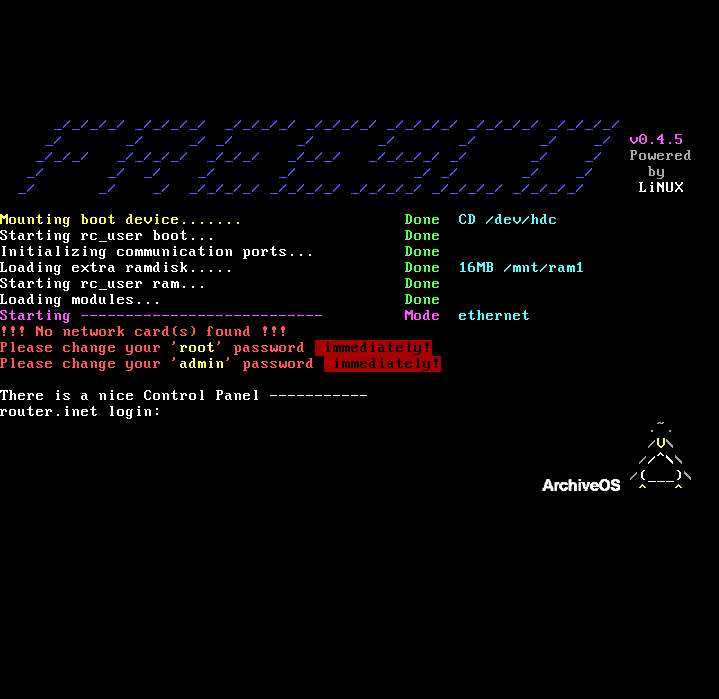 FREESCO
v0.4.5
Powered
by
LiNUX
Mounting boot device....... Done CD /dev/hdc
Starting rc_user boot... Done
Initializing communication ports... Done
Loading extra ramdisk..... Done 16MB /mnt/ram1
Starting rc_user ram... Done
Loading modules... Done
Starting --------------------------- Mode ethernet
!!! No network card(s) found !!!
Please change your 'root' password immediately!
Please change your 'admin' password immediately!
There is a nice Control Panel -----------
router.inet login:
ArchiveOS